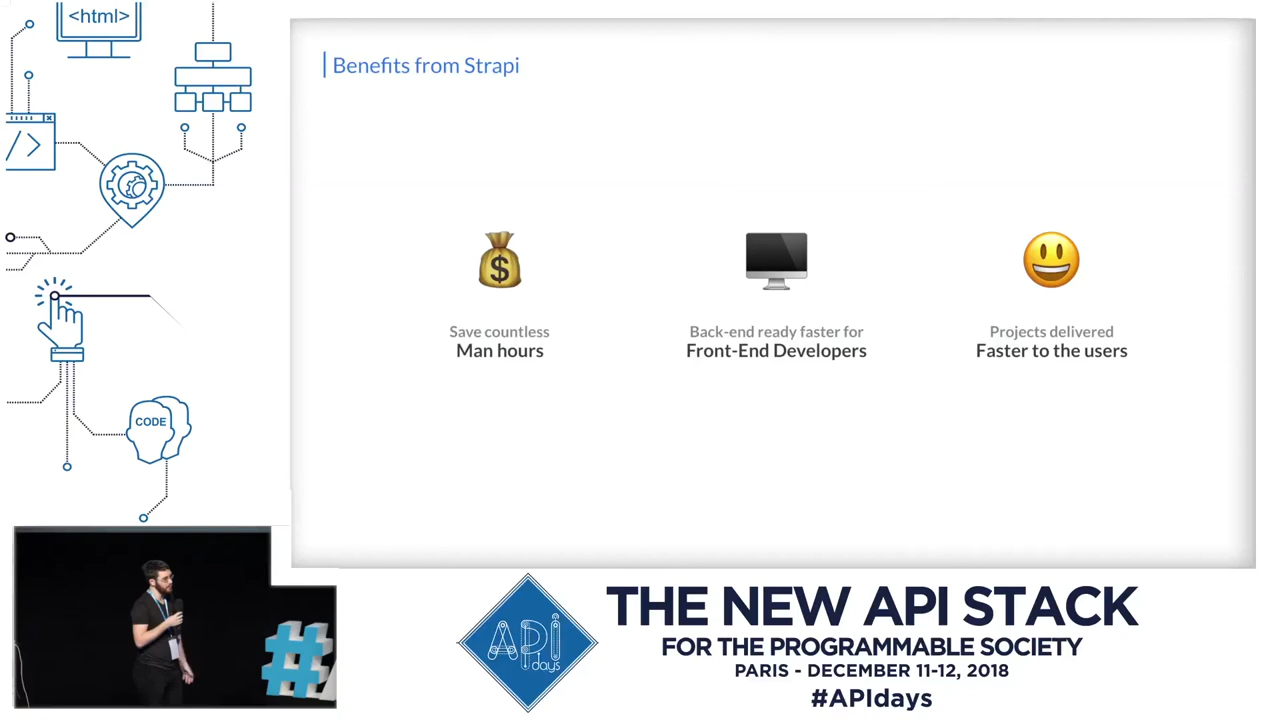 <html>
</>
CODE
Benefits from Strapi
$
Save countless
Man hours
Back-end ready faster for
Front-End Developers
Projects delivered
Faster to the users
#
API
days
THE NEW API STACK
FOR THE PROGRAMMABLE SOCIETY
PARIS - DECEMBER 11-12, 2018
#APIdays